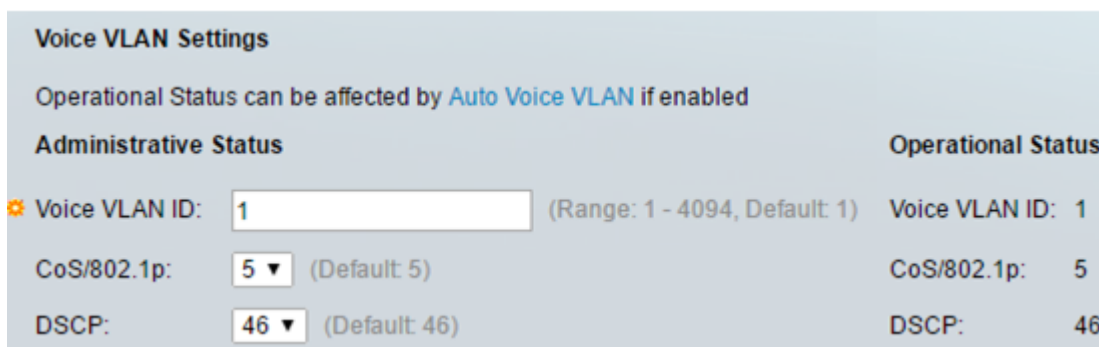 Voice VLAN Settings
Operational Status can be affected by Auto Voice VLAN if enabled
Administrative Status Operational Status
Voice VLAN ID: 1 (Range: 1 - 4094, Default: 1) Voice VLAN ID: 1
CoS/802.1p: 5 (Default: 5) CoS/802.1p: 5
DSCP: 46 (Default: 46) DSCP: 46